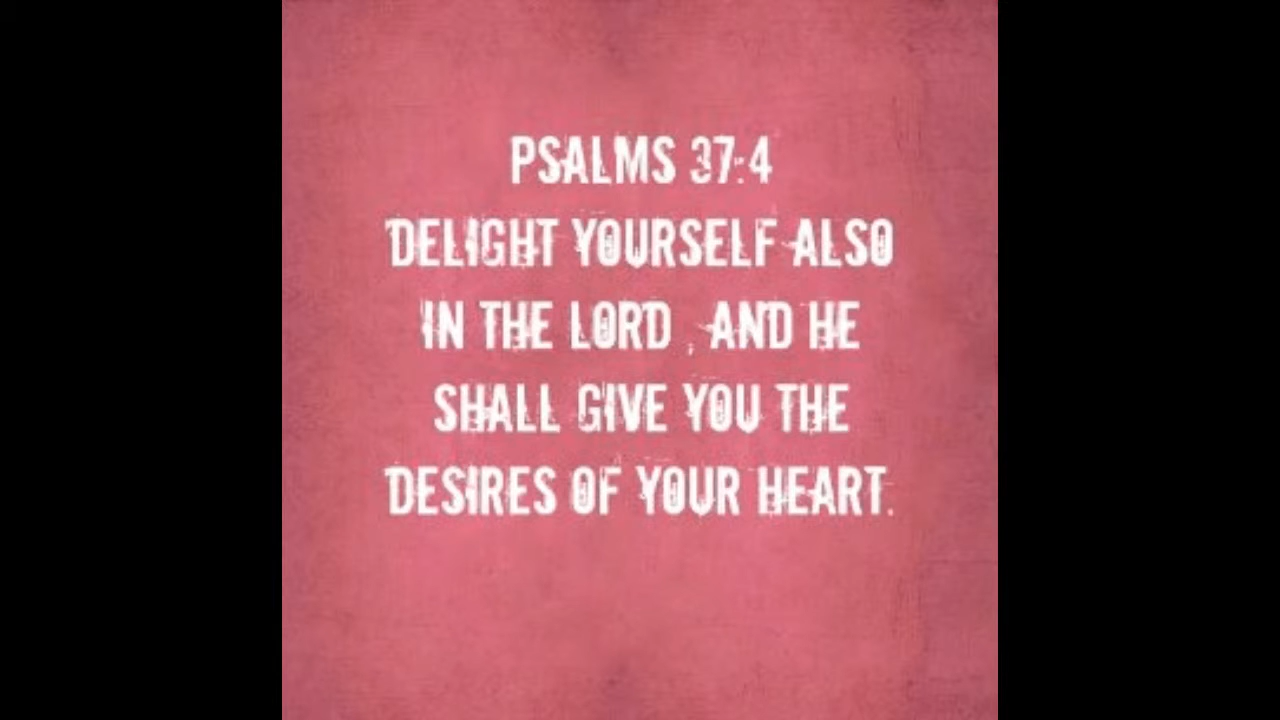 PSALMS 37:4
DELIGHT YOURSELF ALSO
IN THE LORD , AND HE
SHALL GIVE YOU THE
DESIRES OF YOUR HEART.